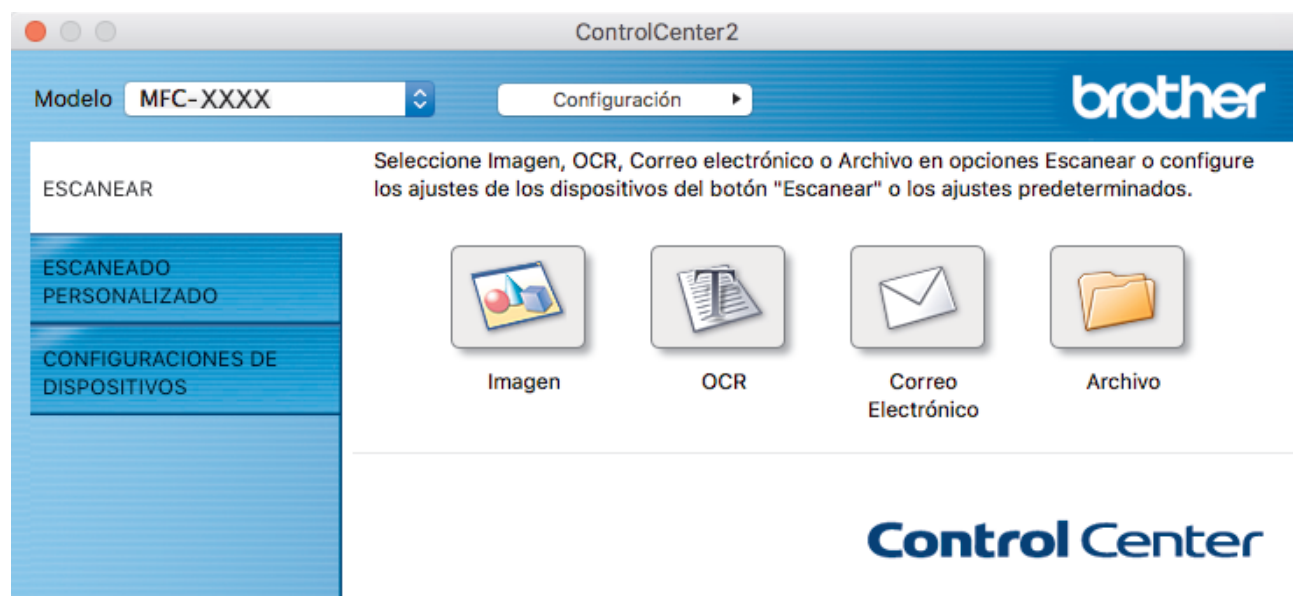 ControlCenter2
Modelo MFC-XXXX Configuración brother
Seleccione Imagen, OCR, Correo electrónico o Archivo en opciones Escanear o configure
los ajustes de los dispositivos del botón "Escanear" o los ajustes predeterminados.
ESCANEAR
ESCANEADO
PERSONALIZADO
CONFIGURACIONES DE
DISPOSITIVOS
Imagen
OCR
Correo
Electrónico
Archivo
Control Center